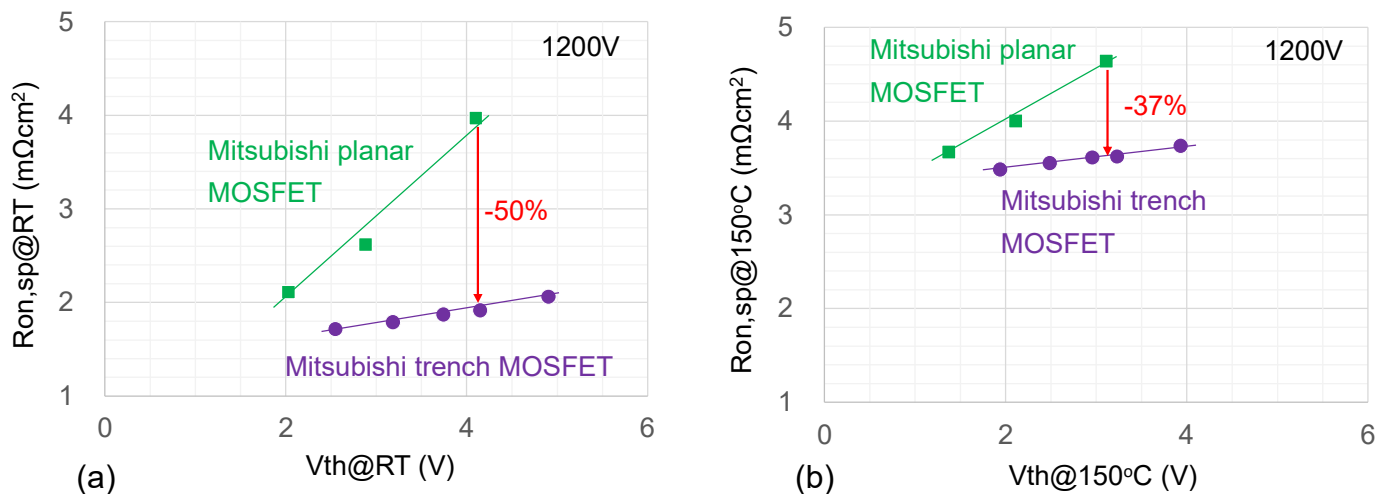 5
4
3
2
1
Ron,sp@RT (mΩcm²)
1200V
Mitsubishi planar
MOSFET
-50%
Mitsubishi trench MOSFET
0
2
4
6
Vth@RT (V)
(a)
5
4
3
2
1
Ron,sp@150°C (mΩcm²)
Mitsubishi planar
MOSFET
1200V
-37%
Mitsubishi trench
MOSFET
0
2
4
6
Vth@150°C (V)
(b)